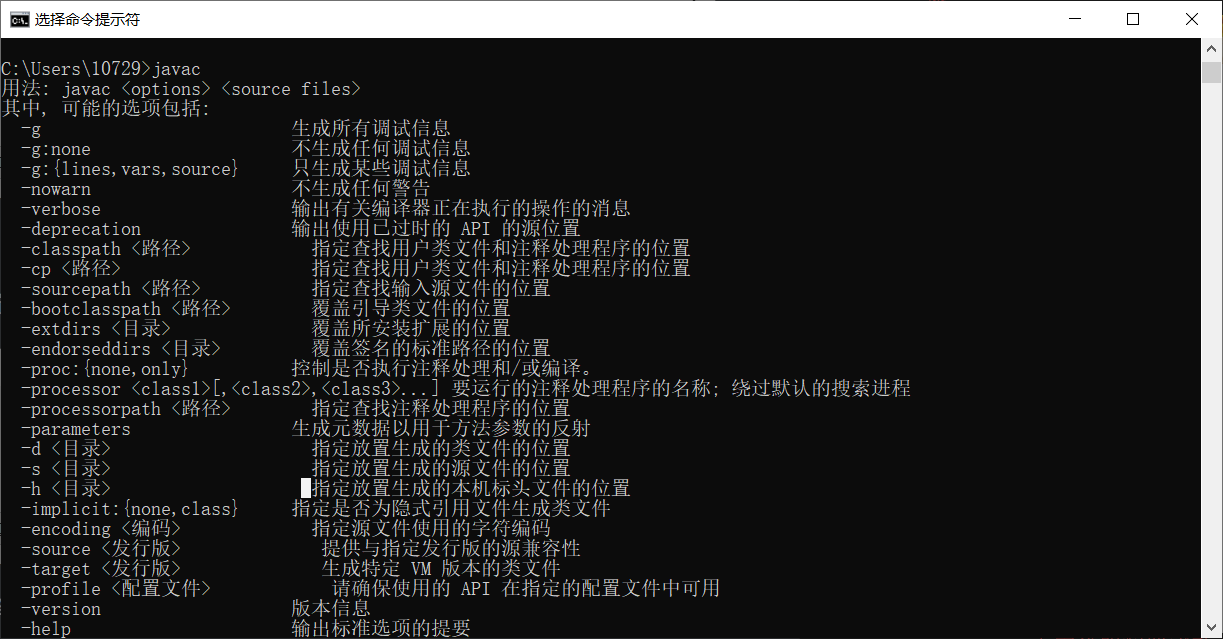 选择命令提示符
C:\Users\10729>javac
用法: javac <options> <source files>
其中, 可能的选项包括:
-g 生成所有调试信息
-g:none 不生成任何调试信息
-g:{lines,vars,source} 只生成某些调试信息
-nowarn 不生成任何警告
-verbose 输出有关编译器正在执行的操作的消息
-deprecation 输出使用已过时的 API 的源位置
-classpath <路径> 指定查找用户类文件和注释处理程序的位置
-cp <路径> 指定查找用户类文件和注释处理程序的位置
-sourcepath <路径> 指定查找输入源文件的位置
-bootclasspath <路径> 覆盖引导类文件的位置
-extdirs <目录> 覆盖所安装扩展的位置
-endorseddirs <目录> 覆盖签名的标准路径的位置
-proc:{none,only} 控制是否执行注释处理和/或编译。
-processor <class1>[,<class2>,<class3>...] 要运行的注释处理程序的名称; 绕过默认的搜索进程
-processorpath <路径> 指定查找注释处理程序的位置
-parameters 生成元数据以用于方法参数的反射
-d <目录> 指定放置生成的类文件的位置
-s <目录> 指定放置生成的源文件的位置
-h <目录> 指定放置生成的本机标头文件的位置
-implicit:{none,class} 指定是否为隐式引用文件生成类文件
-encoding <编码> 指定源文件使用的字符编码
-source <发行版> 提供与指定发行版的源兼容性
-target <发行版> 生成特定 VM 版本的类文件
-profile <配置文件> 请确保使用的 API 在指定的配置文件中可用
-version 版本信息
-help 输出标准选项的提要